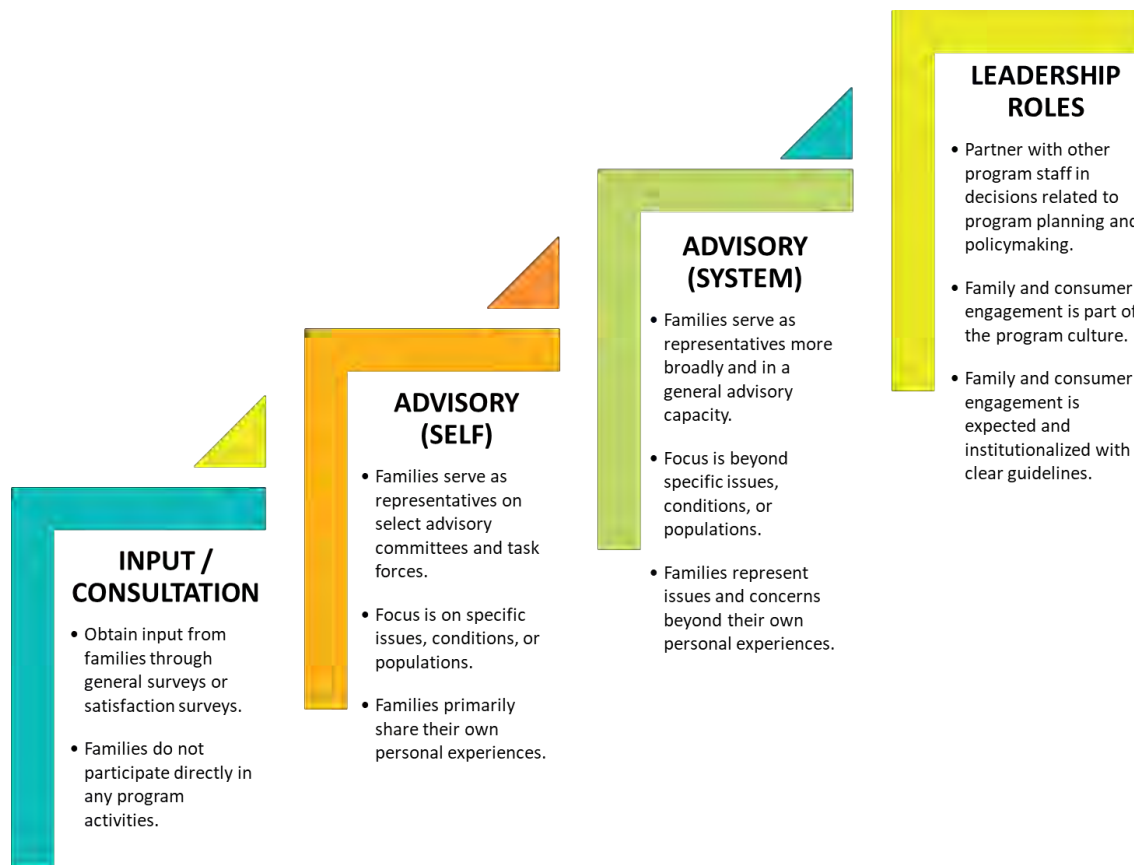 INPUT /
CONSULTATION
• Obtain input from
families through
general surveys or
satisfaction surveys.
• Families do not
participate directly in
any program
activities.
ADVISORY
(SELF)
• Families serve as
representatives on
select advisory
committees and task
forces.
• Focus is on specific
issues, conditions, or
populations.
• Families primarily
share their own
personal experiences.
ADVISORY
(SYSTEM)
• Families serve as
representatives more
broadly and in a
general advisory
capacity.
• Focus is beyond
specific issues,
conditions, or
populations.
• Families represent
issues and concerns
beyond their own
personal experiences.
LEADERSHIP
ROLES
• Partner with other
program staff in
decisions related to
program planning and
policymaking.
• Family and consumer
engagement is part of
the program culture.
• Family and consumer
engagement is
expected and
institutionalized with
clear guidelines.